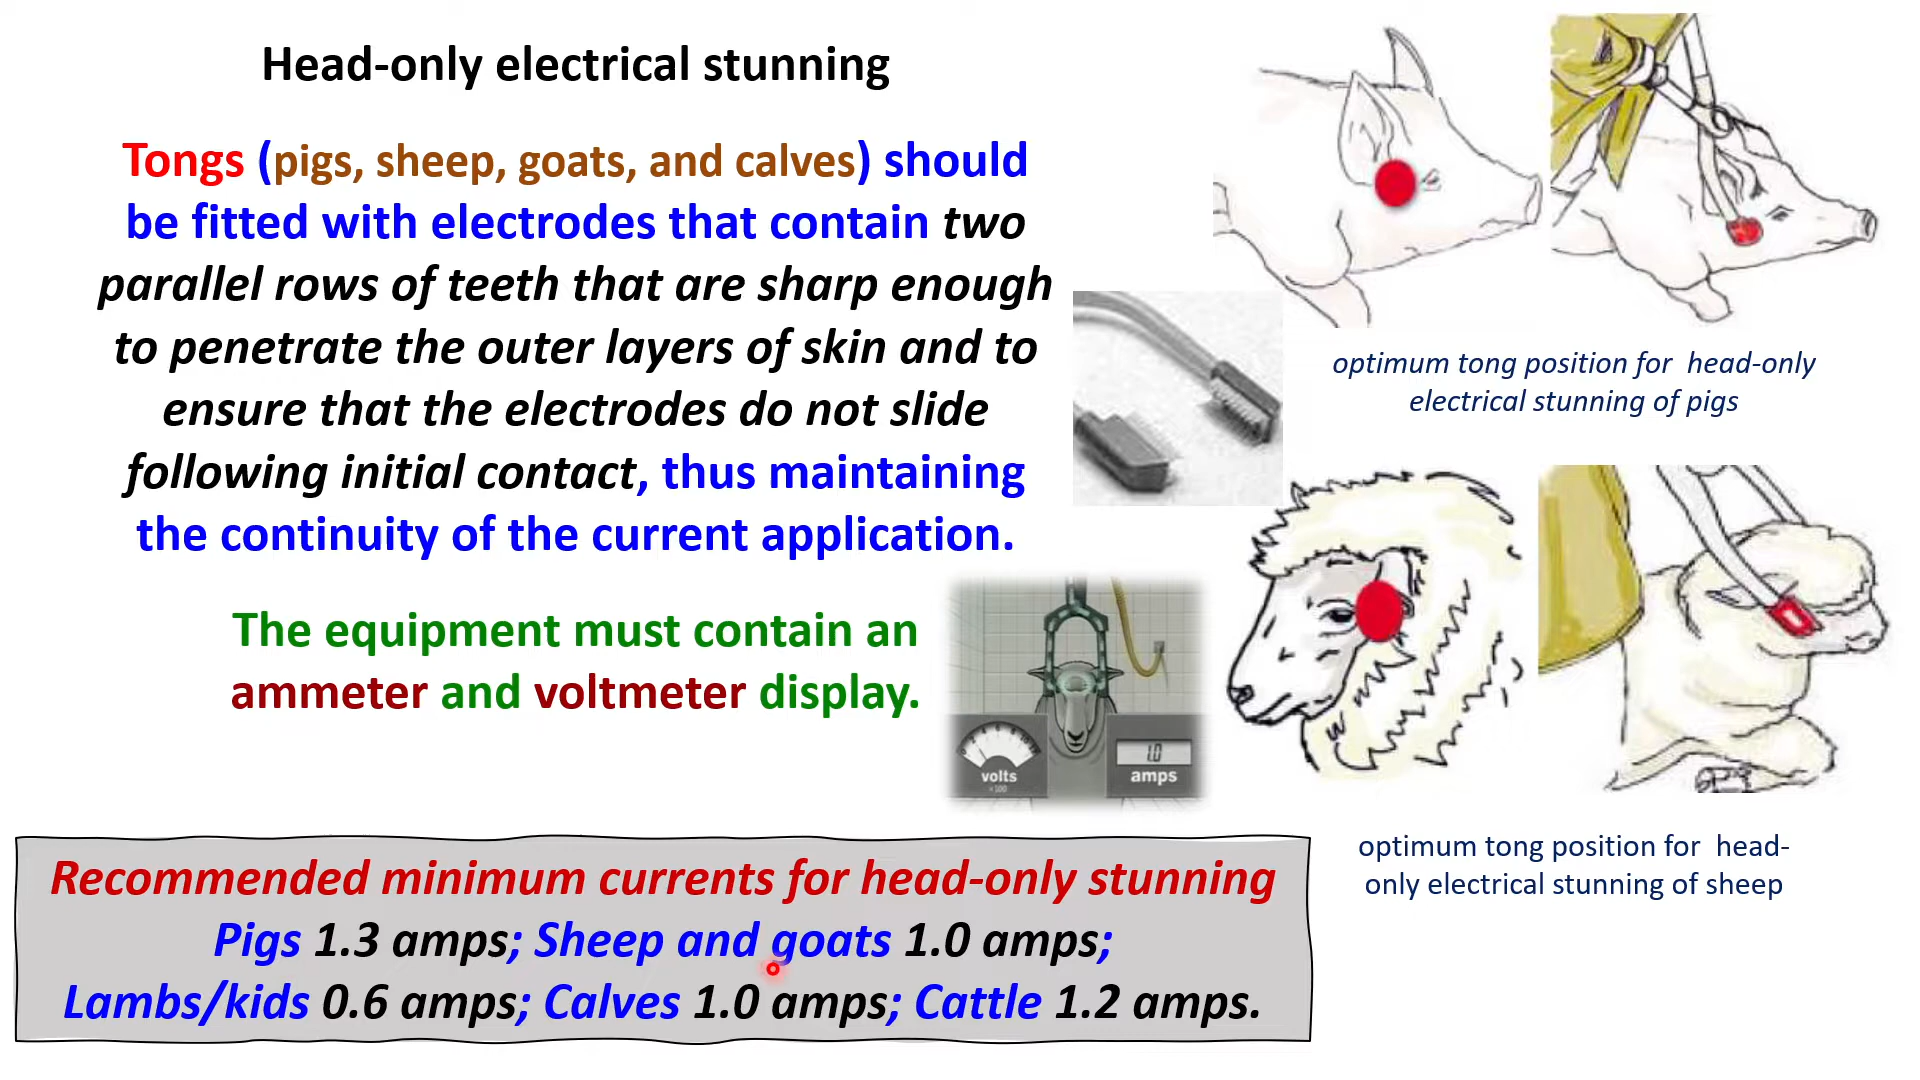 Head-only electrical stunning
Tongs (pigs, sheep, goats, and calves) should
be fitted with electrodes that contain two
parallel rows of teeth that are sharp enough
to penetrate the outer layers of skin and to
ensure that the electrodes do not slide
following initial contact, thus maintaining
the continuity of the current application.
The equipment must contain an
ammeter and voltmeter display.
optimum tong position for head-only
electrical stunning of pigs
volts
×100
1.0
amps
optimum tong position for head-
only electrical stunning of sheep
Recommended minimum currents for head-only stunning
Pigs 1.3 amps; Sheep and goats 1.0 amps;
Lambs/kids 0.6 amps; Calves 1.0 amps; Cattle 1.2 amps.